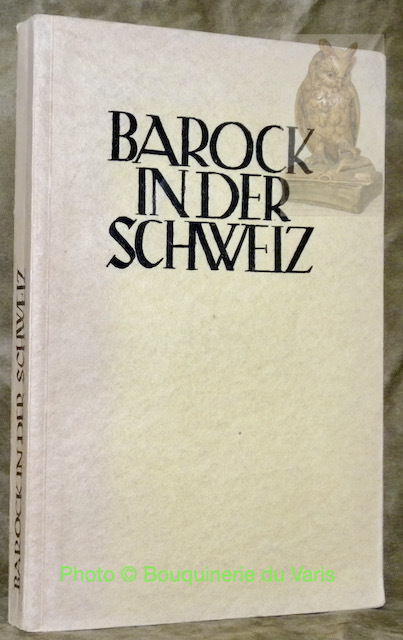 BAROCK
IN DER
SCHWEIZ
BAROCK IN DER SCHWEIZ
Photo © Bouquinerie du Varis